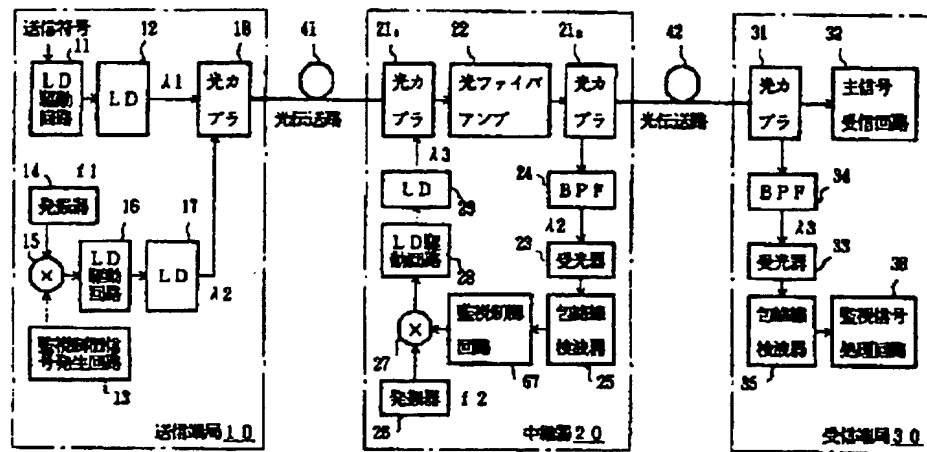 送信符号
11
LD
駆動
回路
12
LD
λ1
18
光カ
プラ
41
光伝送路
14
f1
発振器
15
×
16
LD
駆動
回路
17
LD
λ2
監視制御信
号発生回路
13
送信端局10
21₁
光カ
プラ
22
光ファイバ
アンプ
21₂
光カ
プラ
λ3
LD
29
LD駆
動回路
28
24
BPF
λ2
23
受光器
×
27
監視制御
回路
67
包絡線
検波器
25
発振器
f2
26
中継器20
42
光伝送路
31
光カ
プラ
32
主信号
受信回路
BPF
34
λ3
受光器
33
包絡線
検波器
35
36
監視信号
処理回路
受信端局30